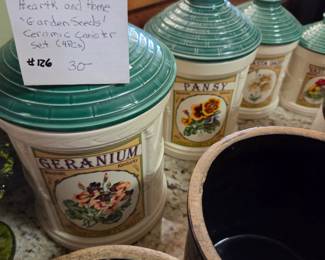 Hearth and Home
"Garden Seeds"
Ceramic Canister
Set (4pcs)
#126 30-
PANSY
GERANIUM